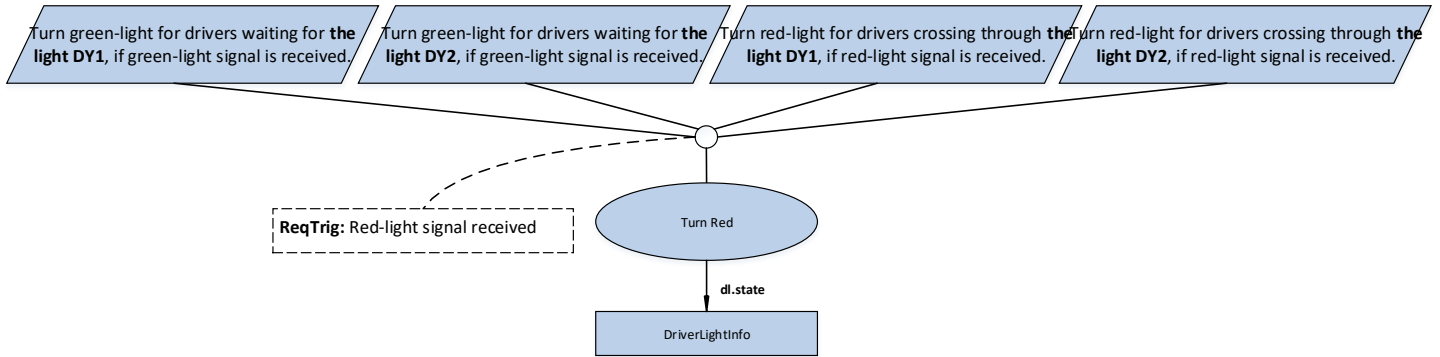 Turn green-light for drivers waiting for the
light DY1, if green-light signal is received.
Turn green-light for drivers waiting for the
light DY2, if green-light signal is received.
Turn red-light for drivers crossing through the
light DY1, if red-light signal is received.
Turn red-light for drivers crossing through the
light DY2, if red-light signal is received.
ReqTrig: Red-light signal received
Turn Red
dl.state
DriverLightInfo